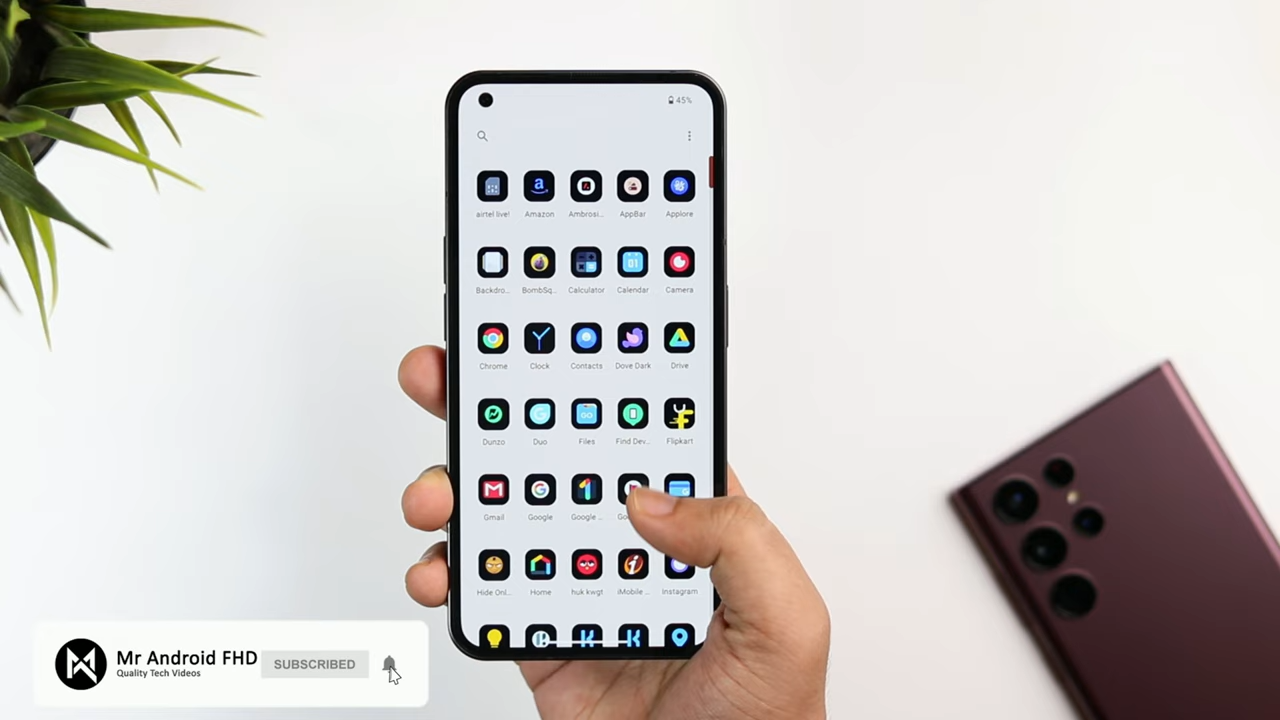 45%
airtel live! Amazon Ambrosi... AppBar Applore
Backdro... BombSq... Calculator Calendar Camera
01
Chrome Clock Contacts Dove Dark Drive
Dunzo Duo Files Find Dev... Flipkart
GO
Gmail Google Google ...
Hide Onl... Home huk kwgt iMobile ... Instagram
Mr Android FHD
Quality Tech Videos
SUBSCRIBED